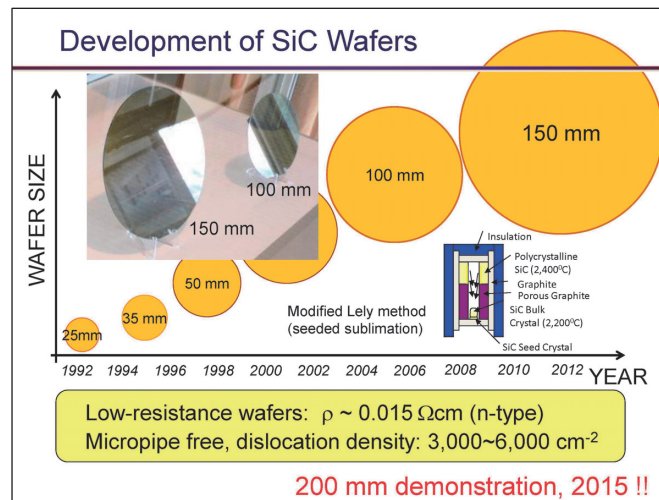 Development of SiC Wafers
WAFER SIZE
25mm
35 mm
50 mm
100 mm
150 mm
150 mm
100 mm
Modified Lely method
(seeded sublimation)
Insulation
Polycrystalline
SiC (2,400⁰C)
Graphite
Porous Graphite
SiC Bulk
Crystal (2,200⁰C)
SiC Seed Crystal
1992 1994 1996 1998 2000 2002 2004 2006 2008 2010 2012 YEAR
Low-resistance wafers: ρ ~ 0.015 Ωcm (n-type)
Micropipe free, dislocation density: 3,000~6,000 cm⁻²
200 mm demonstration, 2015 !!